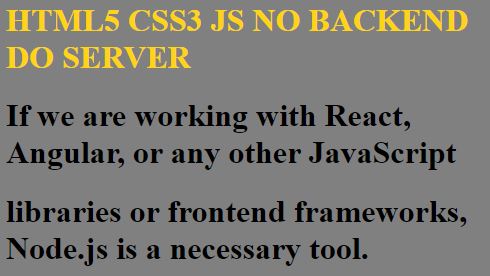 HTML5 CSS3 JS NO BACKEND
DO SERVER
If we are working with React,
Angular, or any other JavaScript
libraries or frontend frameworks,
Node.js is a necessary tool.